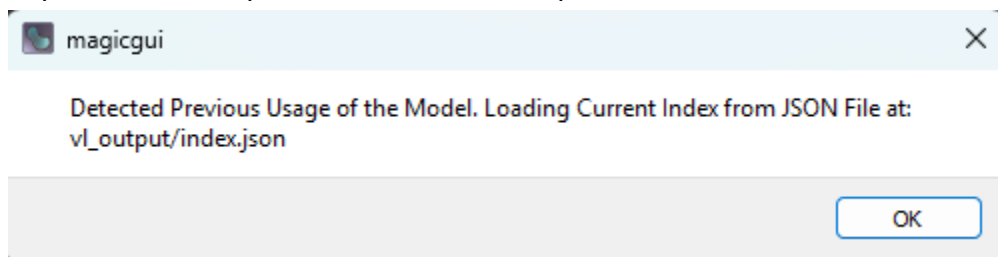 magicgui
Detected Previous Usage of the Model. Loading Current Index from JSON File at:
vl_output/index.json
OK